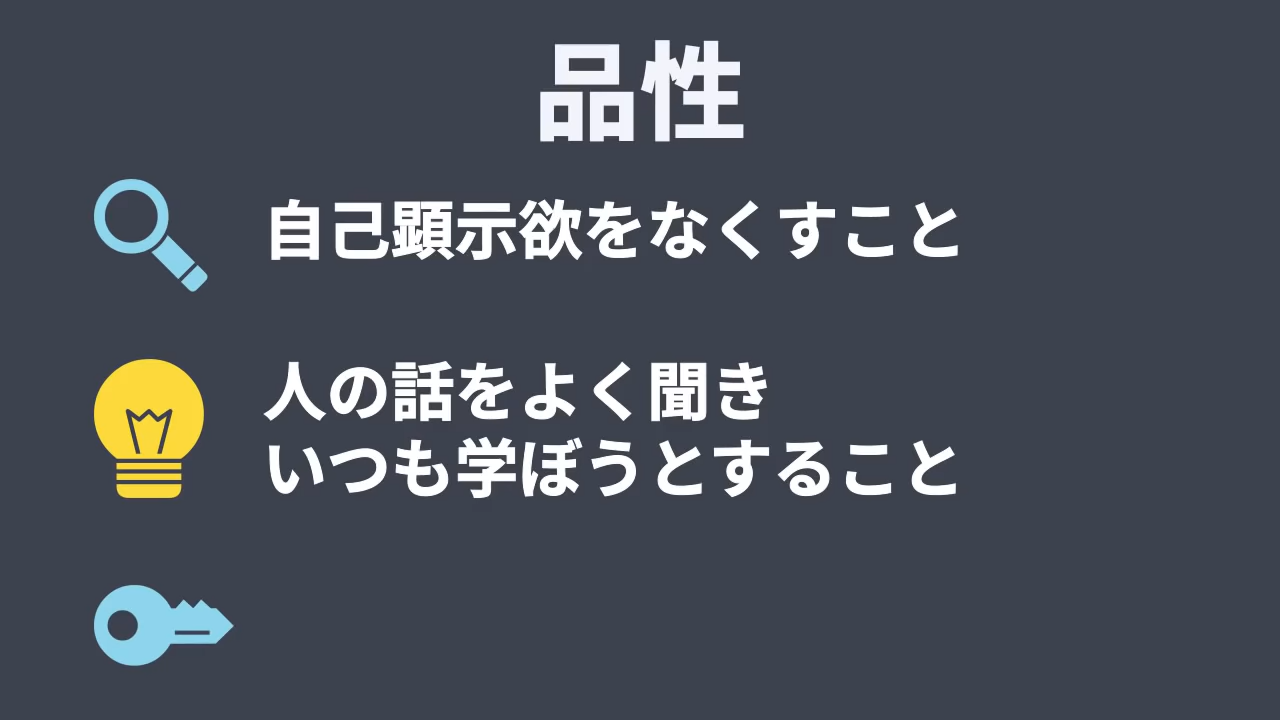 品性
自己顕示欲をなくすこと
人の話をよく聞き
いつも学ぼうとすること